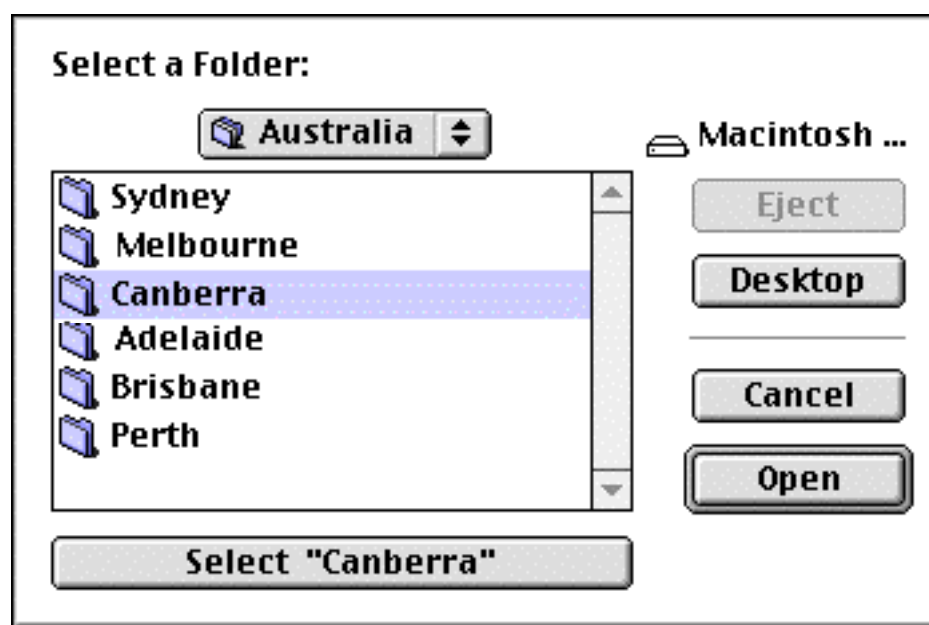 Select a Folder:
Australia
Macintosh ...
Sydney
Melbourne
Canberra
Adelaide
Brisbane
Perth
Eject
Desktop
Cancel
Open
Select "Canberra"